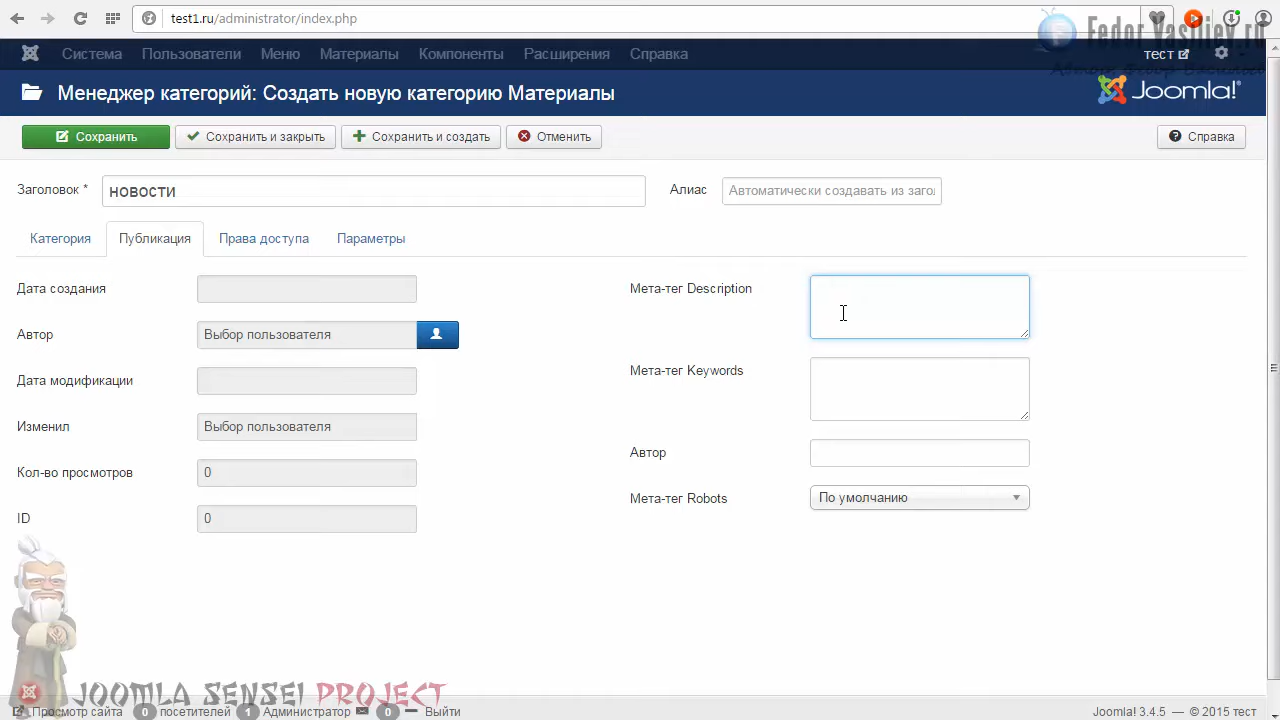 test1.ru/administrator/index.php
Fedor Vasiliev.ru
Система Пользователи Меню Материалы Компоненты Расширения Справка тест
Менеджер категорий: Создать новую категорию Материалы
Joomla!
Сохранить Сохранить и закрыть Сохранить и создать Отменить Справка
Заголовок * новости Алиас Автоматически создавать из заго
Категория Публикация Права доступа Параметры
Дата создания
Мета-тег Description
Автор Выбор пользователя
Мета-тег Keywords
Дата модификации
Изменил Выбор пользователя
Автор
Кол-во просмотров 0
Мета-тег Robots По умолчанию
ID 0
JOOMLA SENSEI PROJECT
Просмотр сайта 0 посетителей 1 Администратор 0 Выйти Joomla! 3.4.5 — © 2015 тест